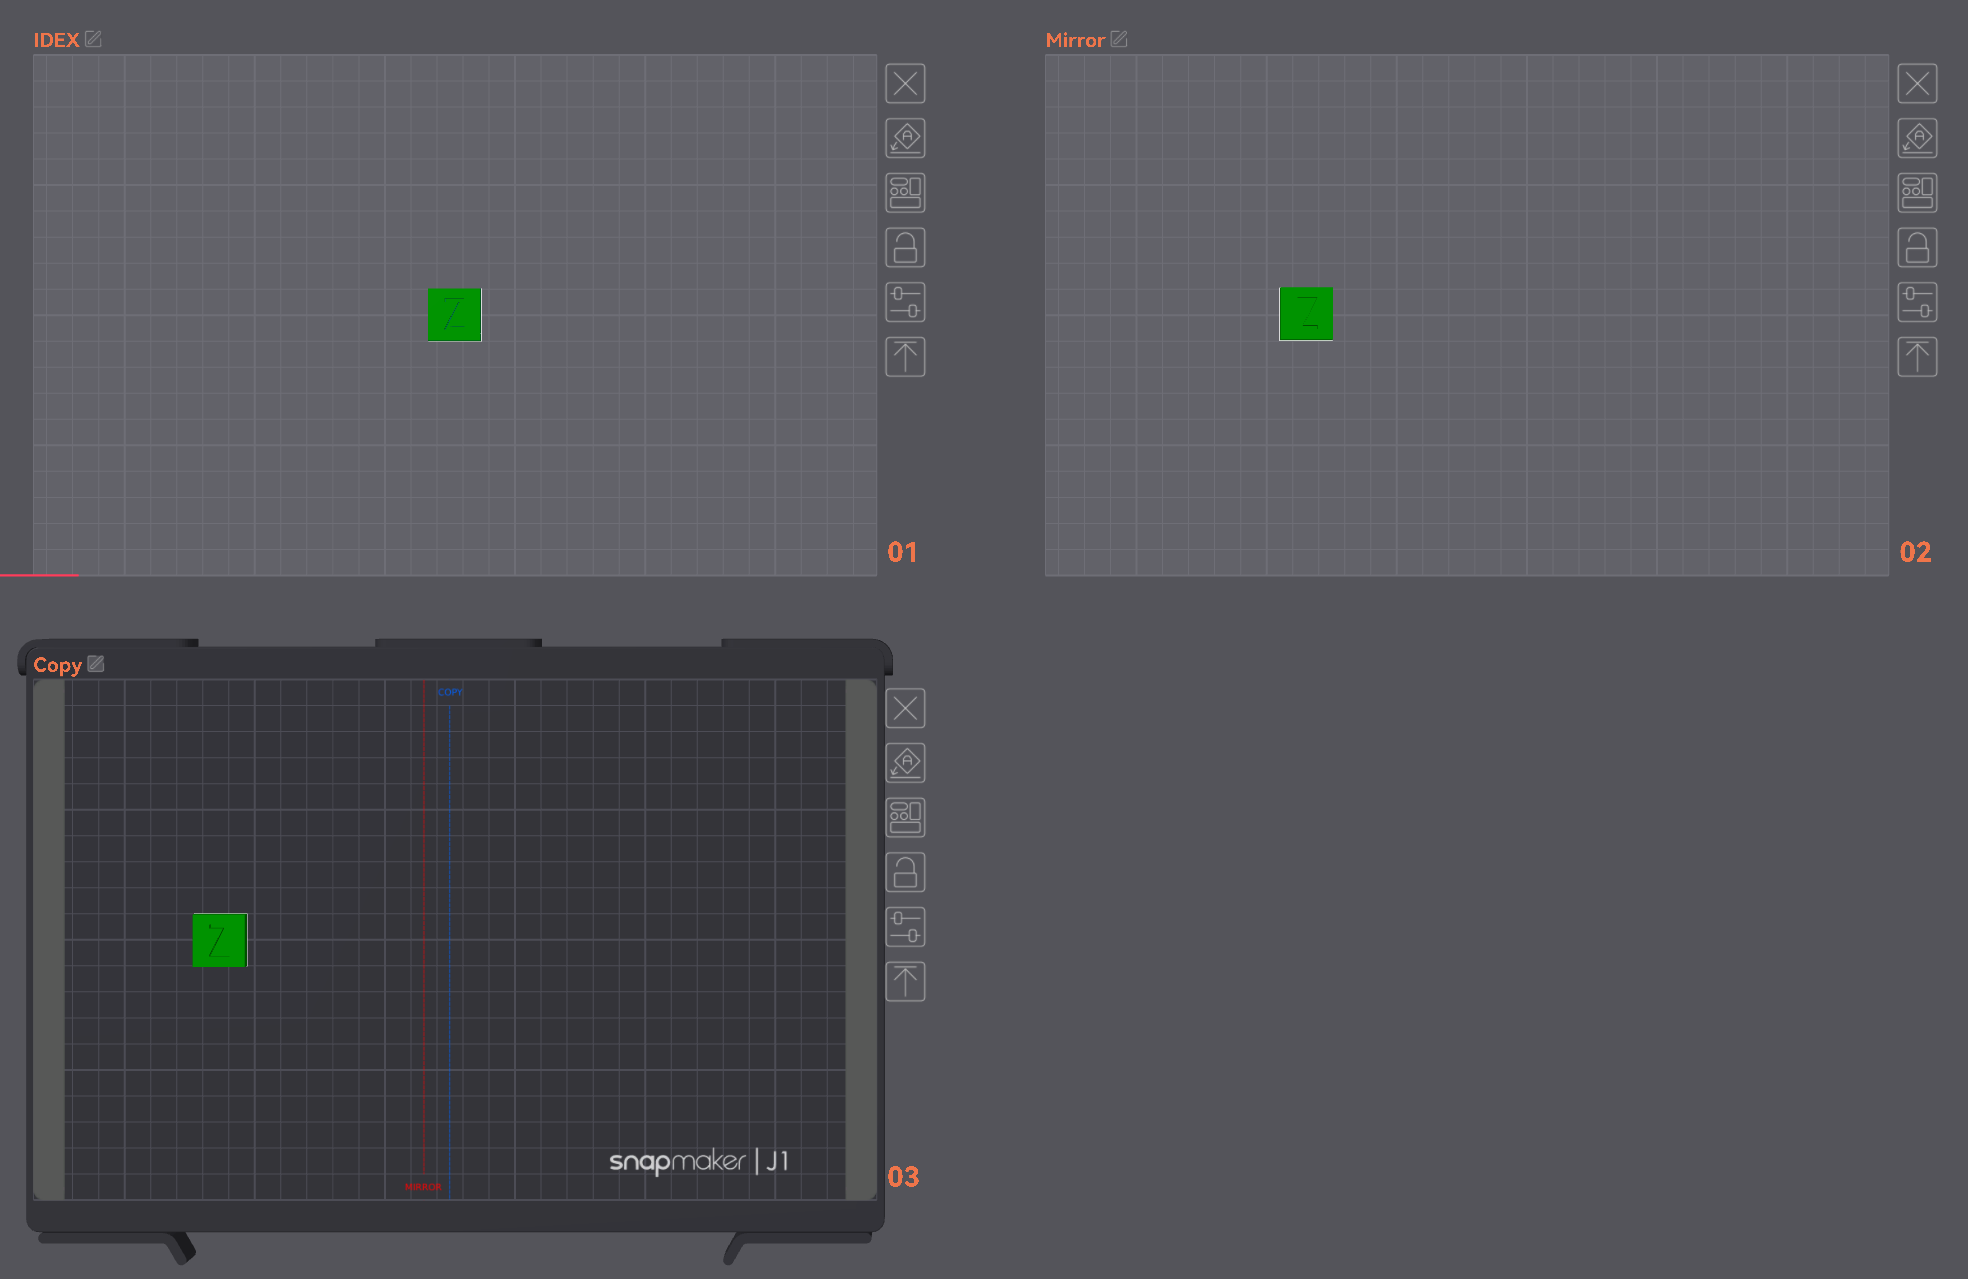 IDEX
Mirror
Z
Z
01
02
Copy
COPY
Z
snapmaker | J1
MIRROR
03